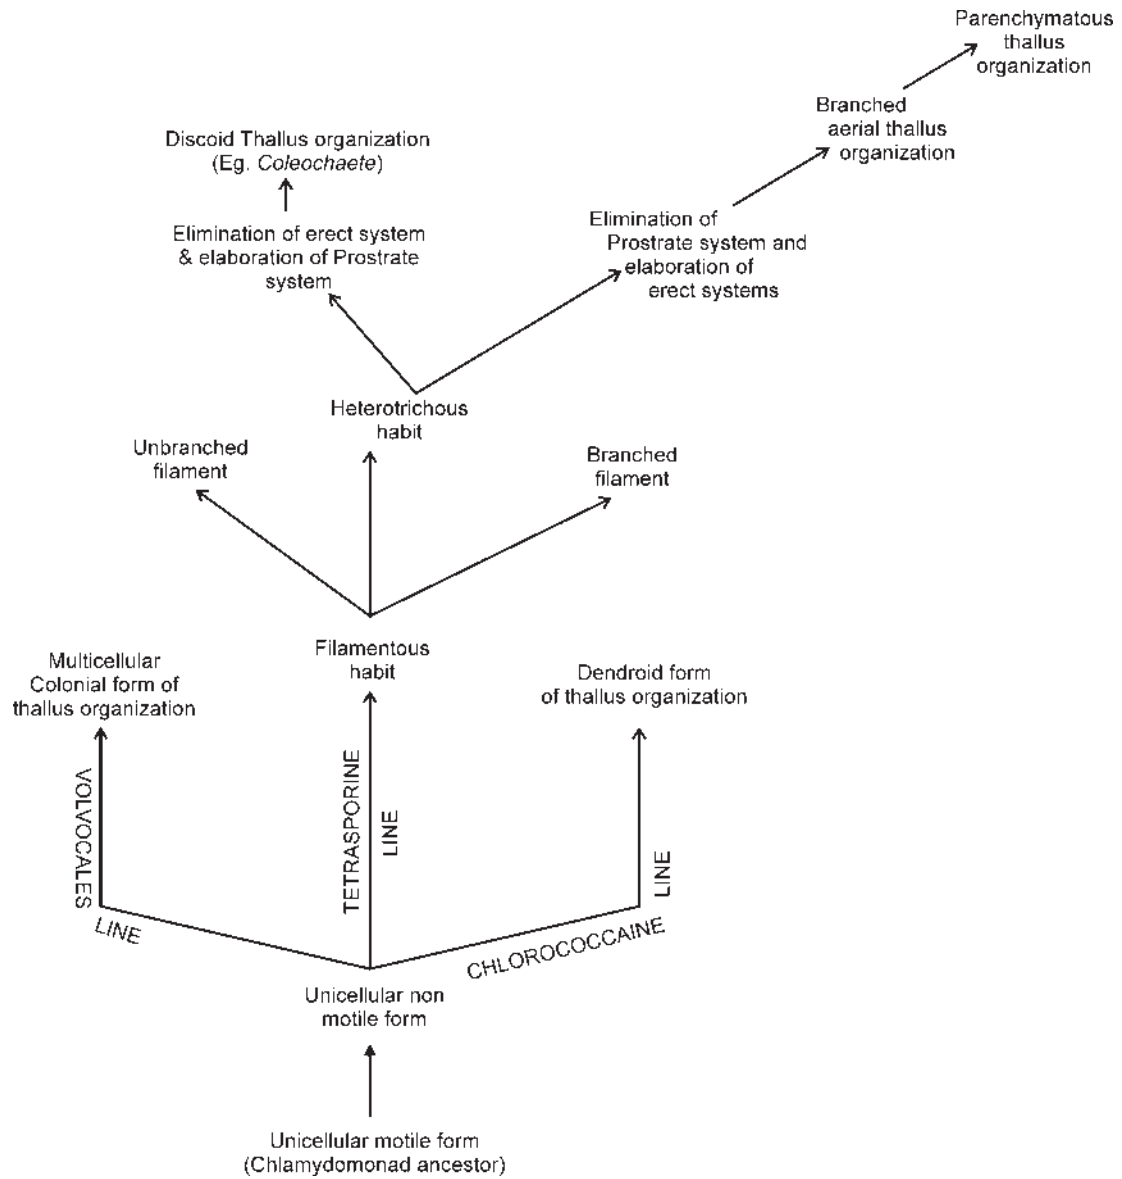 Parenchymatous
thallus
organization
Branched
aerial thallus
organization
Discoid Thallus organization
(Eg. Coleochaete)
Elimination of erect system
& elaboration of Prostrate
system
Elimination of
Prostrate system and
elaboration of
erect systems
Heterotrichous
habit
Unbranched
filament
Branched
filament
Filamentous
habit
Multicellular
Colonial form of
thallus organization
Dendroid form
of thallus organization
VOLVOCALES
LINE
TETRASPORINE
LINE
CHLOROCOCCAINE
LINE
Unicellular non
motile form
Unicellular motile form
(Chlamydomonad ancestor)